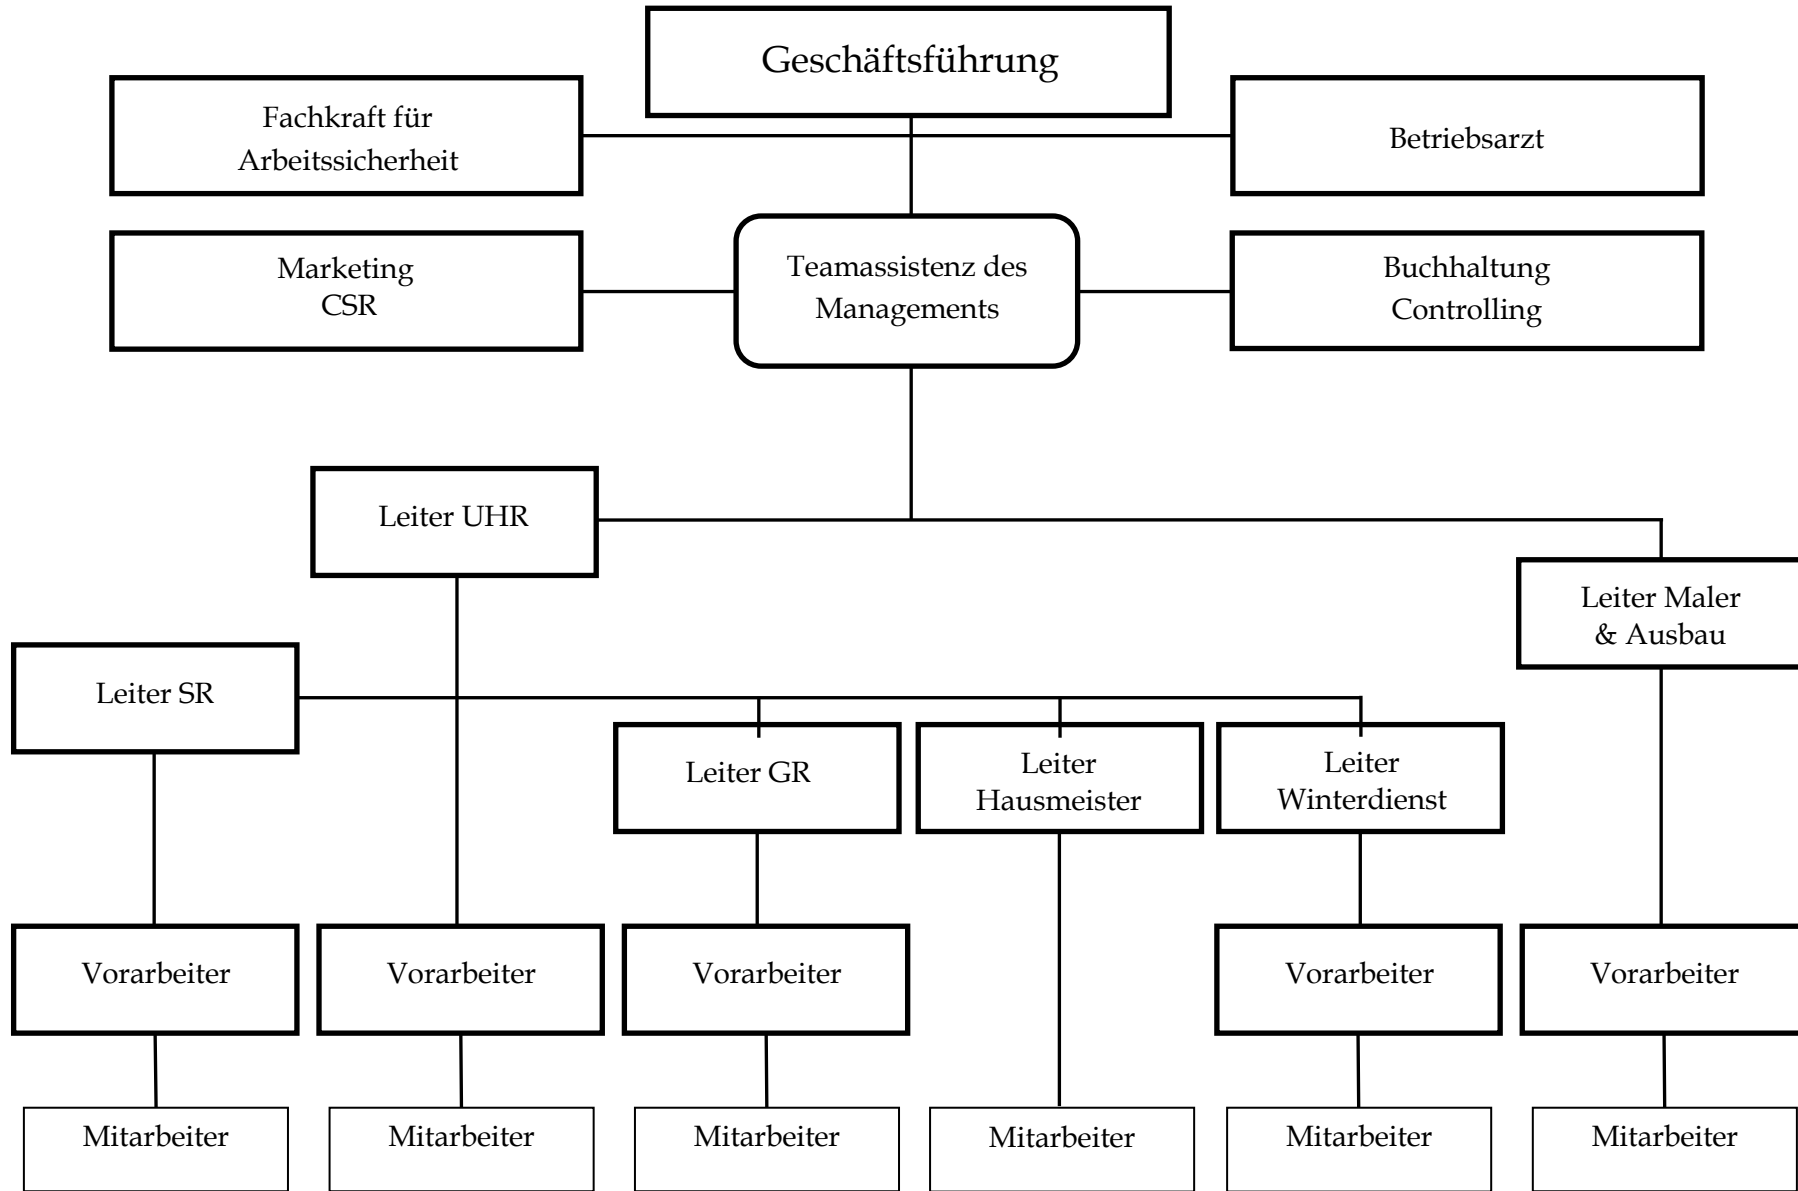 Geschäftsführung
Fachkraft für
Arbeitssicherheit
Betriebsarzt
Marketing
CSR
Teamassistenz des
Managements
Buchhaltung
Controlling
Leiter UHR
Leiter Maler
& Ausbau
Leiter SR
Leiter GR
Leiter
Hausmeister
Leiter
Winterdienst
Vorarbeiter
Vorarbeiter
Vorarbeiter
Vorarbeiter
Vorarbeiter
Mitarbeiter
Mitarbeiter
Mitarbeiter
Mitarbeiter
Mitarbeiter
Mitarbeiter